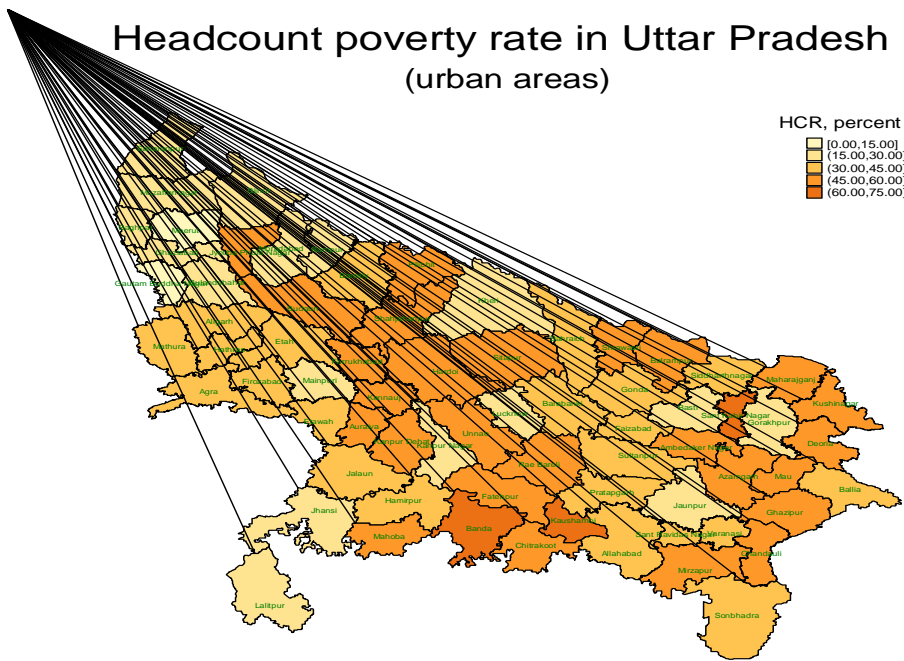 Headcount poverty rate in Uttar Pradesh
(urban areas)
HCR, percent
[0.00,15.00]
(15.00,30.00]
(30.00,45.00]
(45.00,60.00]
(60.00,75.00]
Meerut
Gautam Buddha
Mathura
Aligarh
Agra
Firozabad
Etah
Mainpuri
Farrukhabad
Kannauj
Hardoi
Sitapur
Kheri
Bahraich
Balrampur
Siddharthnagar
Maharajganj
Kushinagar
Gorakhpur
Deoria
Basti
Sant Kabir Nagar
Gonda
Barabanki
Faizabad
Lucknow
Unnao
Rae Bareli
Sultanpur
Ambedkar Nagar
Azamgarh
Mau
Ballia
Ghazipur
Jaunpur
Pratapgarh
Etawah
Auraiya
Kanpur Dehat
Kanpur Nagar
Jalaun
Hamirpur
Fatehpur
Jhansi
Mahoba
Banda
Kaushambi
Chitrakoot
Allahabad
Sant Ravidas Nagar
Varanasi
Chandauli
Mirzapur
Sonbhadra
Lalitpur